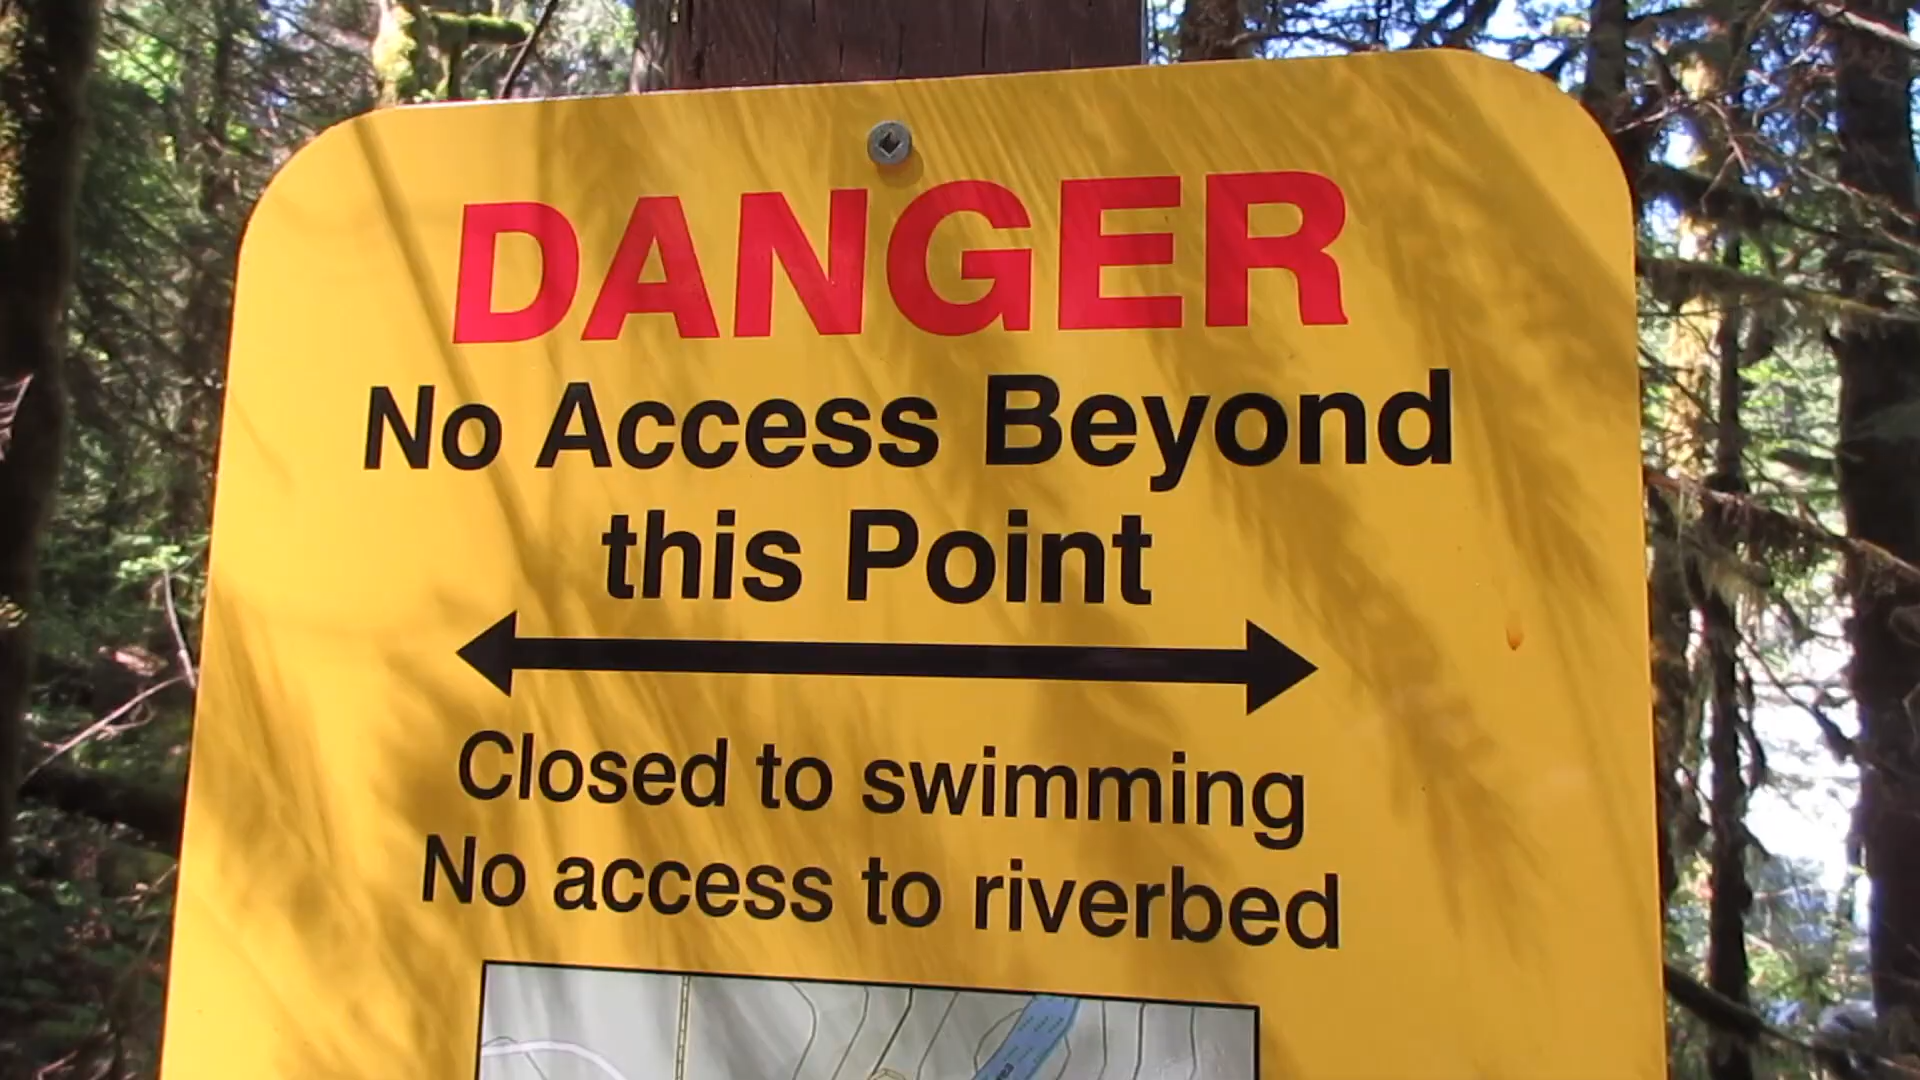 DANGER
No Access Beyond
this Point
Closed to swimming
No access to riverbed